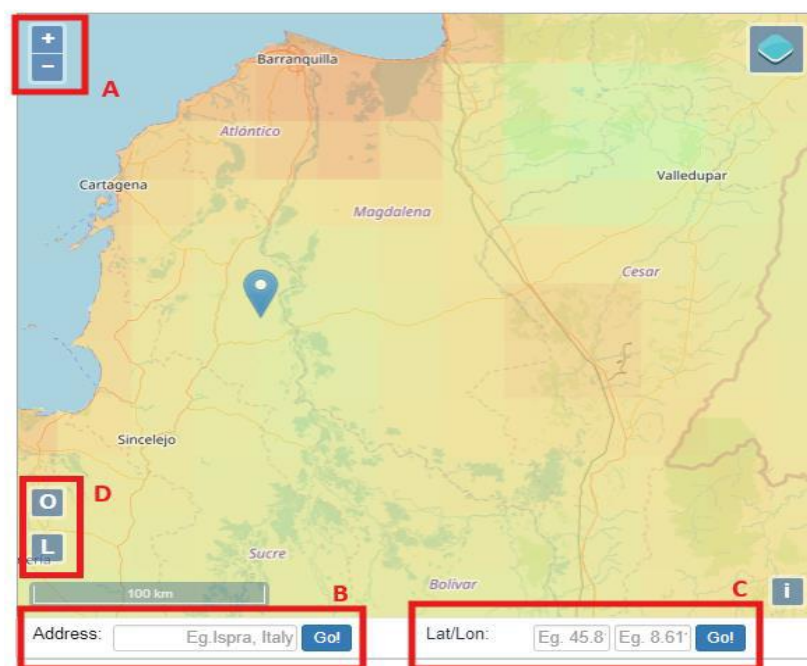 +
−
A
Barranquilla
Atlántico
Cartagena
Valledupar
Magdalena
Cesar
Sincelejo
D
O
L
Sucre
100 km
Bolívar
i
B
C
Address: Eg.Ispra, Italy Go!
Lat/Lon: Eg. 45.8 Eg. 8.61 Go!